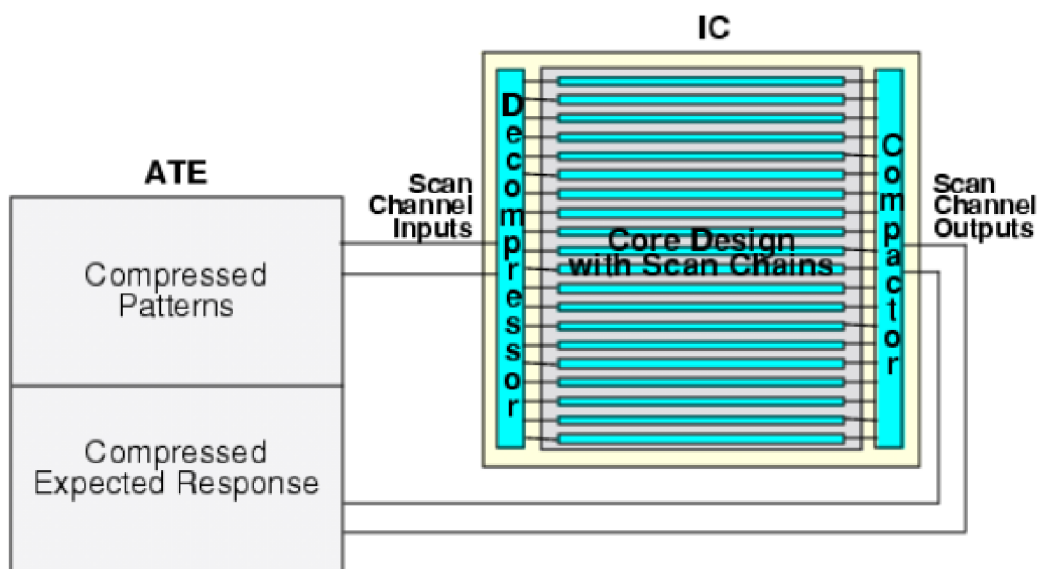 IC
ATE
Compressed
Patterns
Compressed
Expected Response
Scan
Channel
Inputs
Decompressor
Core Design
with Scan Chains
Compactor
Scan
Channel
Outputs